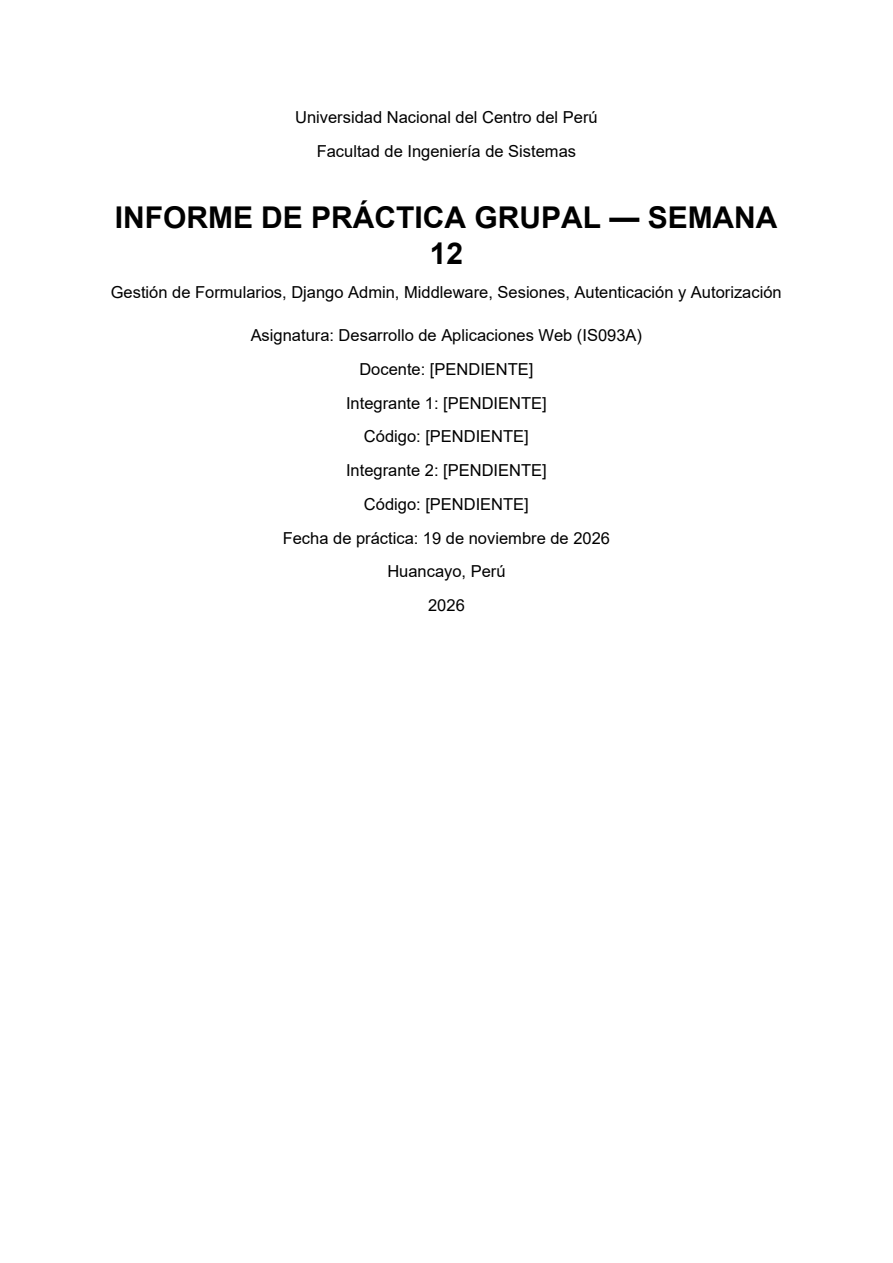 Universidad Nacional del Centro del Perú
Facultad de Ingeniería de Sistemas
INFORME DE PRÁCTICA GRUPAL — SEMANA
12
Gestión de Formularios, Django Admin, Middleware, Sesiones, Autenticación y Autorización
Asignatura: Desarrollo de Aplicaciones Web (IS093A)
Docente: [PENDIENTE]
Integrante 1: [PENDIENTE]
Código: [PENDIENTE]
Integrante 2: [PENDIENTE]
Código: [PENDIENTE]
Fecha de práctica: 19 de noviembre de 2026
Huancayo, Perú
2026